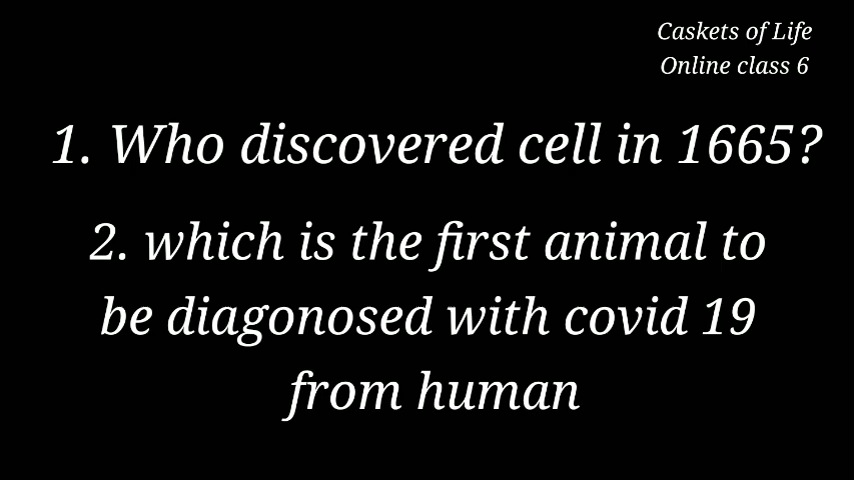 Caskets of Life
Online class 6
1. Who discovered cell in 1665?
2. which is the first animal to
be diagonosed with covid 19
from human